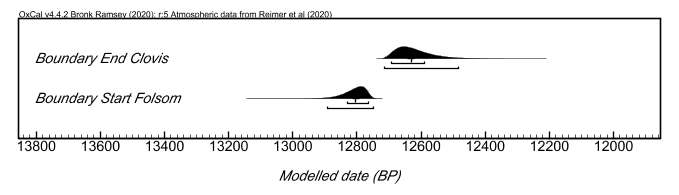 OxCal v4.4.2 Bronk Ramsey (2020); r:5 Atmospheric data from Reimer et al (2020)
Boundary End Clovis
Boundary Start Folsom
13800 13600 13400 13200 13000 12800 12600 12400 12200 12000
Modelled date (BP)